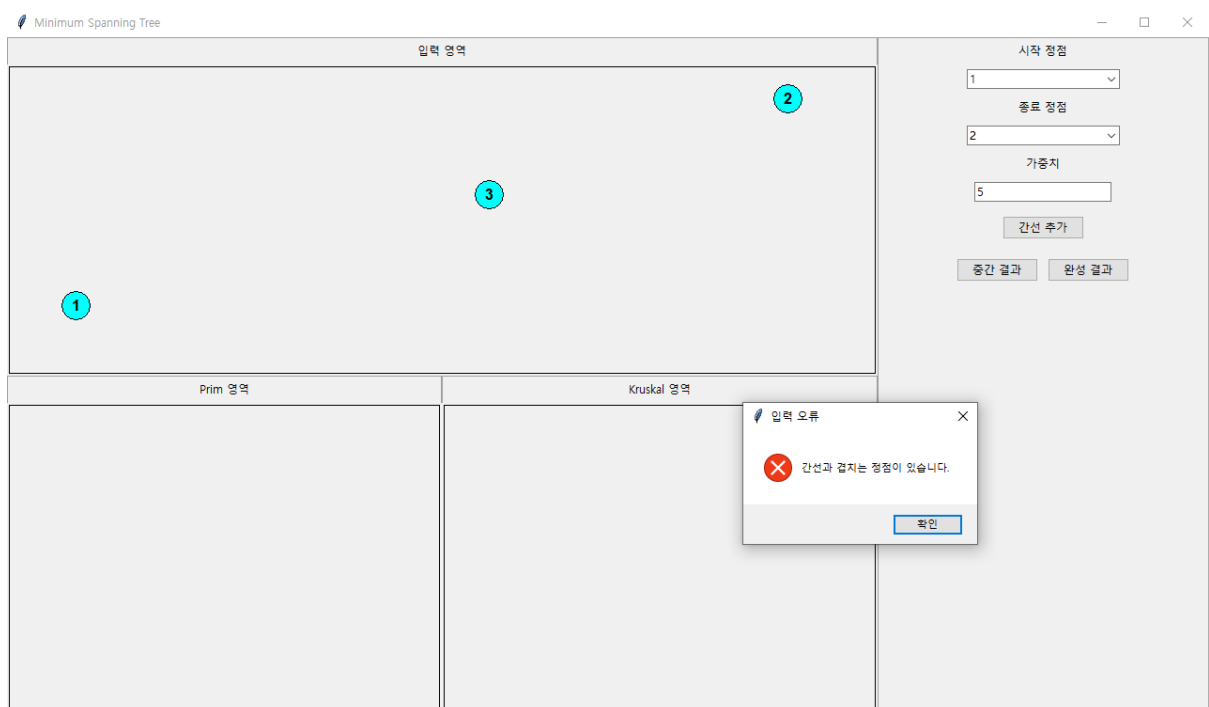 Minimum Spanning Tree
입력 영역
시작 정점
1
종료 정점
2
가중치
5
간선 추가
중간 결과
완성 결과
2
3
1
Prim 영역
Kruskal 영역
입력 오류
간선과 겹치는 정점이 있습니다.
확인